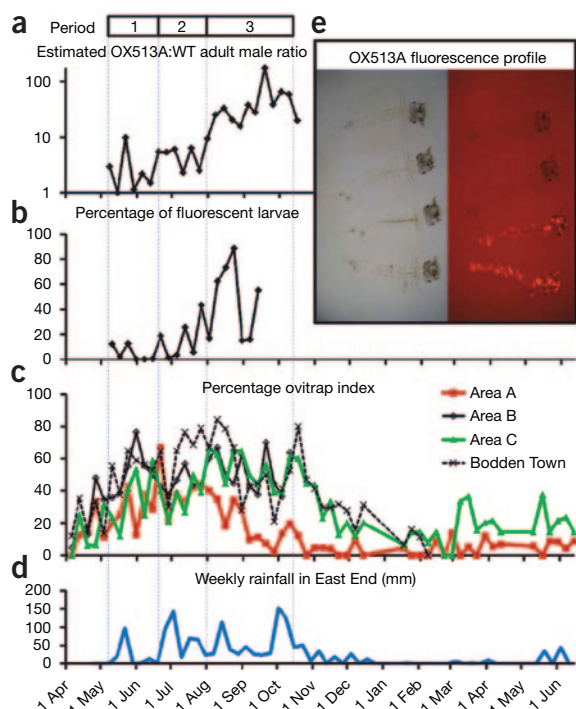 a
Period 1 2 3
e
Estimated OX513A:WT adult male ratio
100
10
1
OX513A fluorescence profile
b
Percentage of fluorescent larvae
100
80
60
40
20
0
c
Percentage ovitrap index
100
80
60
40
20
0
Area A
Area B
Area C
Bodden Town
d
Weekly rainfall in East End (mm)
200
150
100
50
0
1 Apr
1 May
1 Jun
1 Jul
1 Aug
1 Sep
1 Oct
1 Nov
1 Dec
1 Jan
1 Feb
1 Mar
1 Apr
1 May
1 Jun